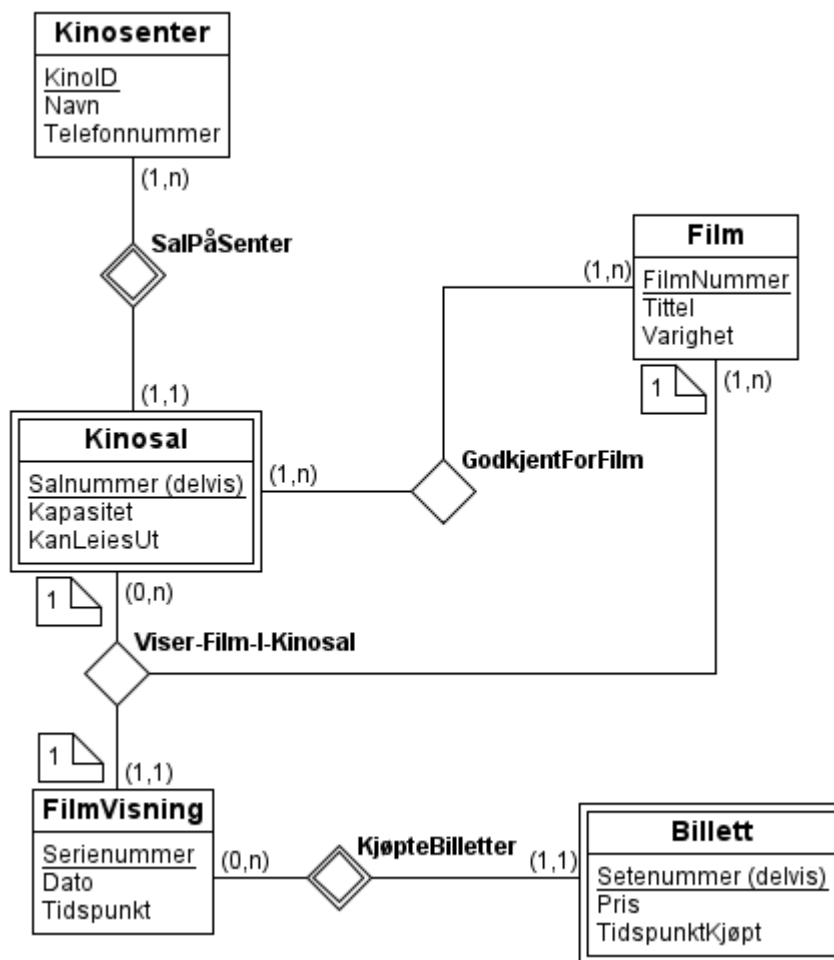 Kinosenter
KinoID
Navn
Telefonnummer
(1,n)
SalPåSenter
(1,1)
Film
FilmNummer
Tittel
Varighet
(1,n)
1
(1,n)
Kinosal
Salnummer (delvis)
Kapasitet
KanLeiesUt
(1,n)
GodkjentForFilm
1
(0,n)
Viser-Film-I-Kinosal
1
(1,1)
FilmVisning
Serienummer
Dato
Tidspunkt
(0,n)
KjøpteBilletter
(1,1)
Billett
Setenummer (delvis)
Pris
TidspunktKjøpt